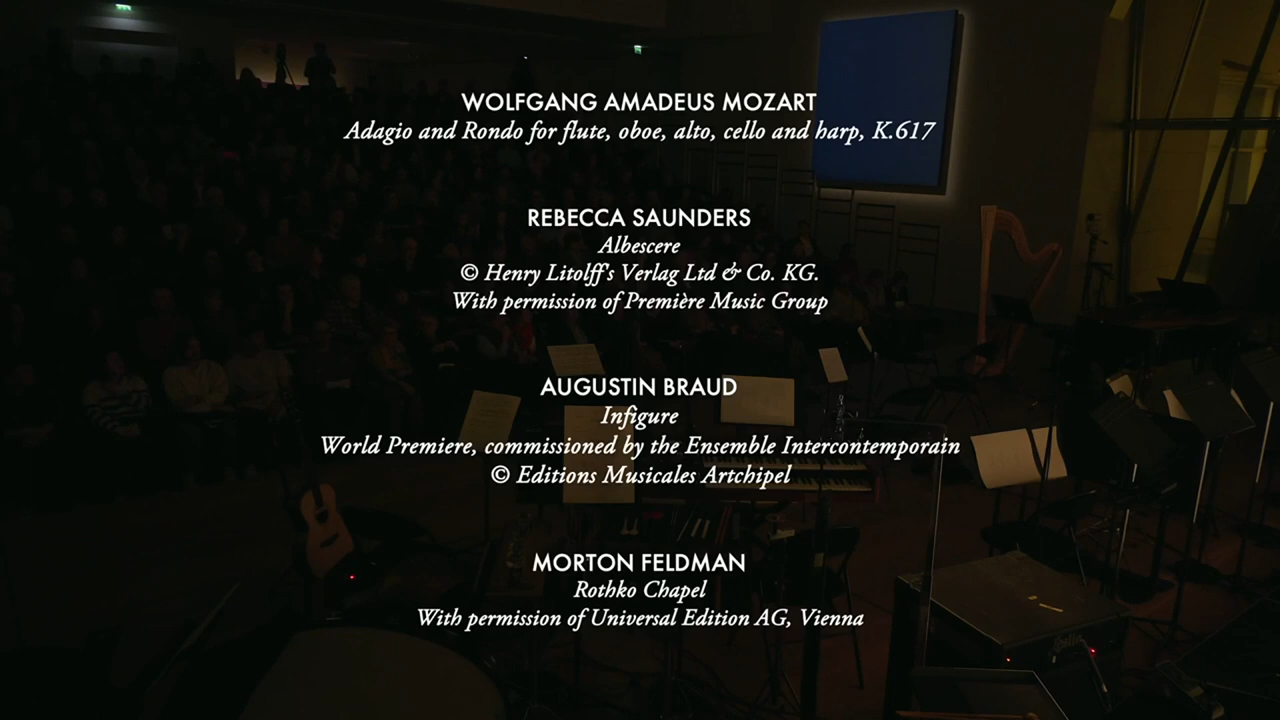 WOLFGANG AMADEUS MOZART
Adagio and Rondo for flute, oboe, alto, cello and harp, K.617
REBECCA SAUNDERS
Albescere
© Henry Litolff's Verlag Ltd & Co. KG.
With permission of Première Music Group
AUGUSTIN BRAUD
Infigure
World Premiere, commissioned by the Ensemble Intercontemporain
© Editions Musicales Artchipel
MORTON FELDMAN
Rothko Chapel
With permission of Universal Edition AG, Vienna